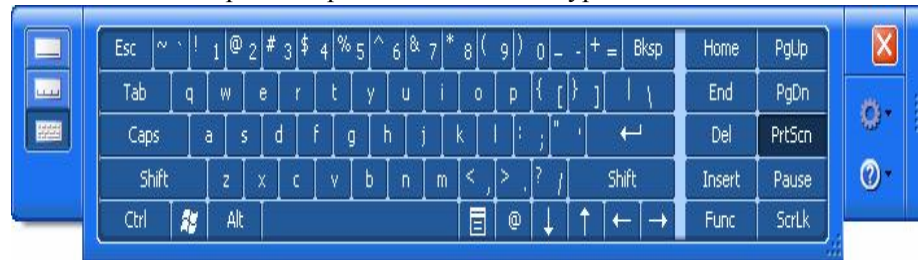 Esc ~ ` ! 1 @ 2 # 3 $ 4 % 5 ^ 6 & 7 * 8 ( 9 ) 0 _ - + = Bksp Home PgUp
Tab q w e r t y u i o p { [ } ] | \ End PgDn
Caps a s d f g h j k l : ; " ' ↵ Del PrtScn
Shift z x c v b n m < , > . ? / Shift Insert Pause
Ctrl Alt @ ↓ ↑ ← → Func ScrLk